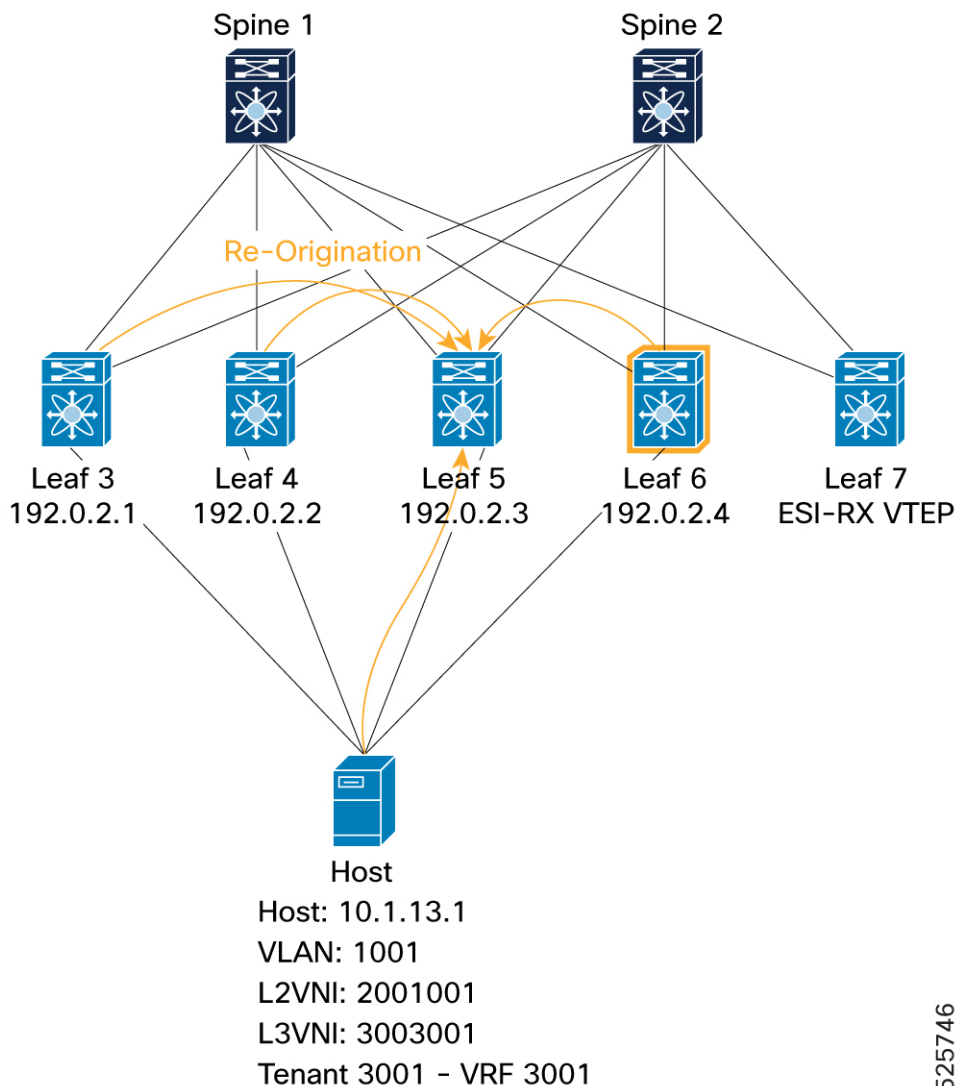 Spine 1
Spine 2
Re-Origination
Leaf 3
192.0.2.1
Leaf 4
192.0.2.2
Leaf 5
192.0.2.3
Leaf 6
192.0.2.4
Leaf 7
ESI-RX VTEP
Host
Host: 10.1.13.1
VLAN: 1001
L2VNI: 2001001
L3VNI: 3003001
Tenant 3001 - VRF 3001
525746